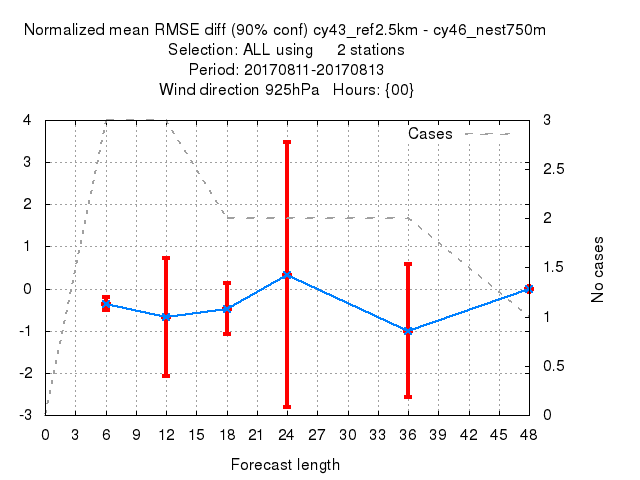 Normalized mean RMSE diff (90% conf) cy43_ref2.5km - cy46_nest750m
Selection: ALL using 2 stations
Period: 20170811-20170813
Wind direction 925hPa Hours: {00}
Cases
4
3
2
1
0
-1
-2
-3
3
2.5
2
1.5
1
0.5
0
No cases
0 3 6 9 12 15 18 21 24 27 30 33 36 39 42 45 48
Forecast length